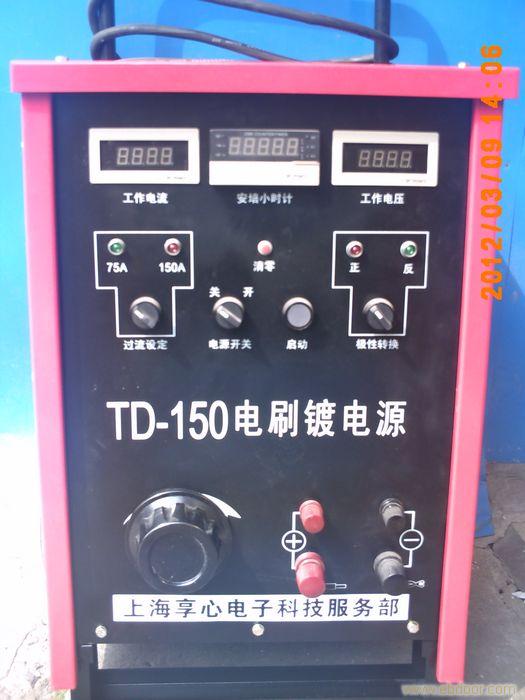 工作电流 安培小时计 工作电压
75A 150A 清零 正 反
关 开
过流设定 电源开关 启动 极性转换
TD-150电刷镀电源
+ -
上海享心电子科技服务部
2012/03/09 14:06